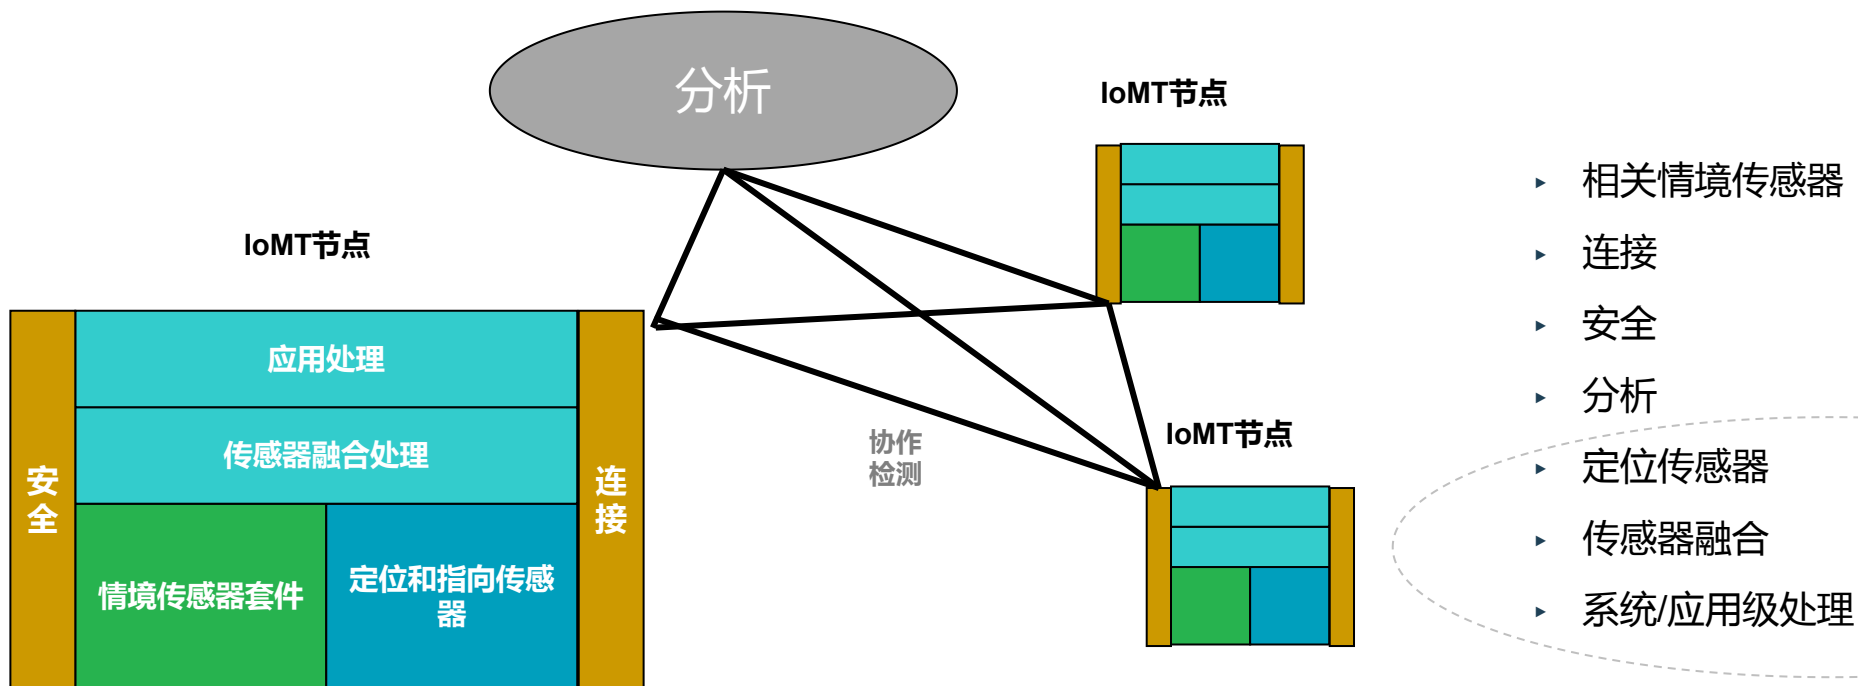 分析
IoMT节点
IoMT节点
应用处理
传感器融合处理
安全
连接
情境传感器套件
定位和指向传感
器
协作
检测
IoMT节点
相关情境传感器
连接
安全
分析
定位传感器
传感器融合
系统/应用级处理